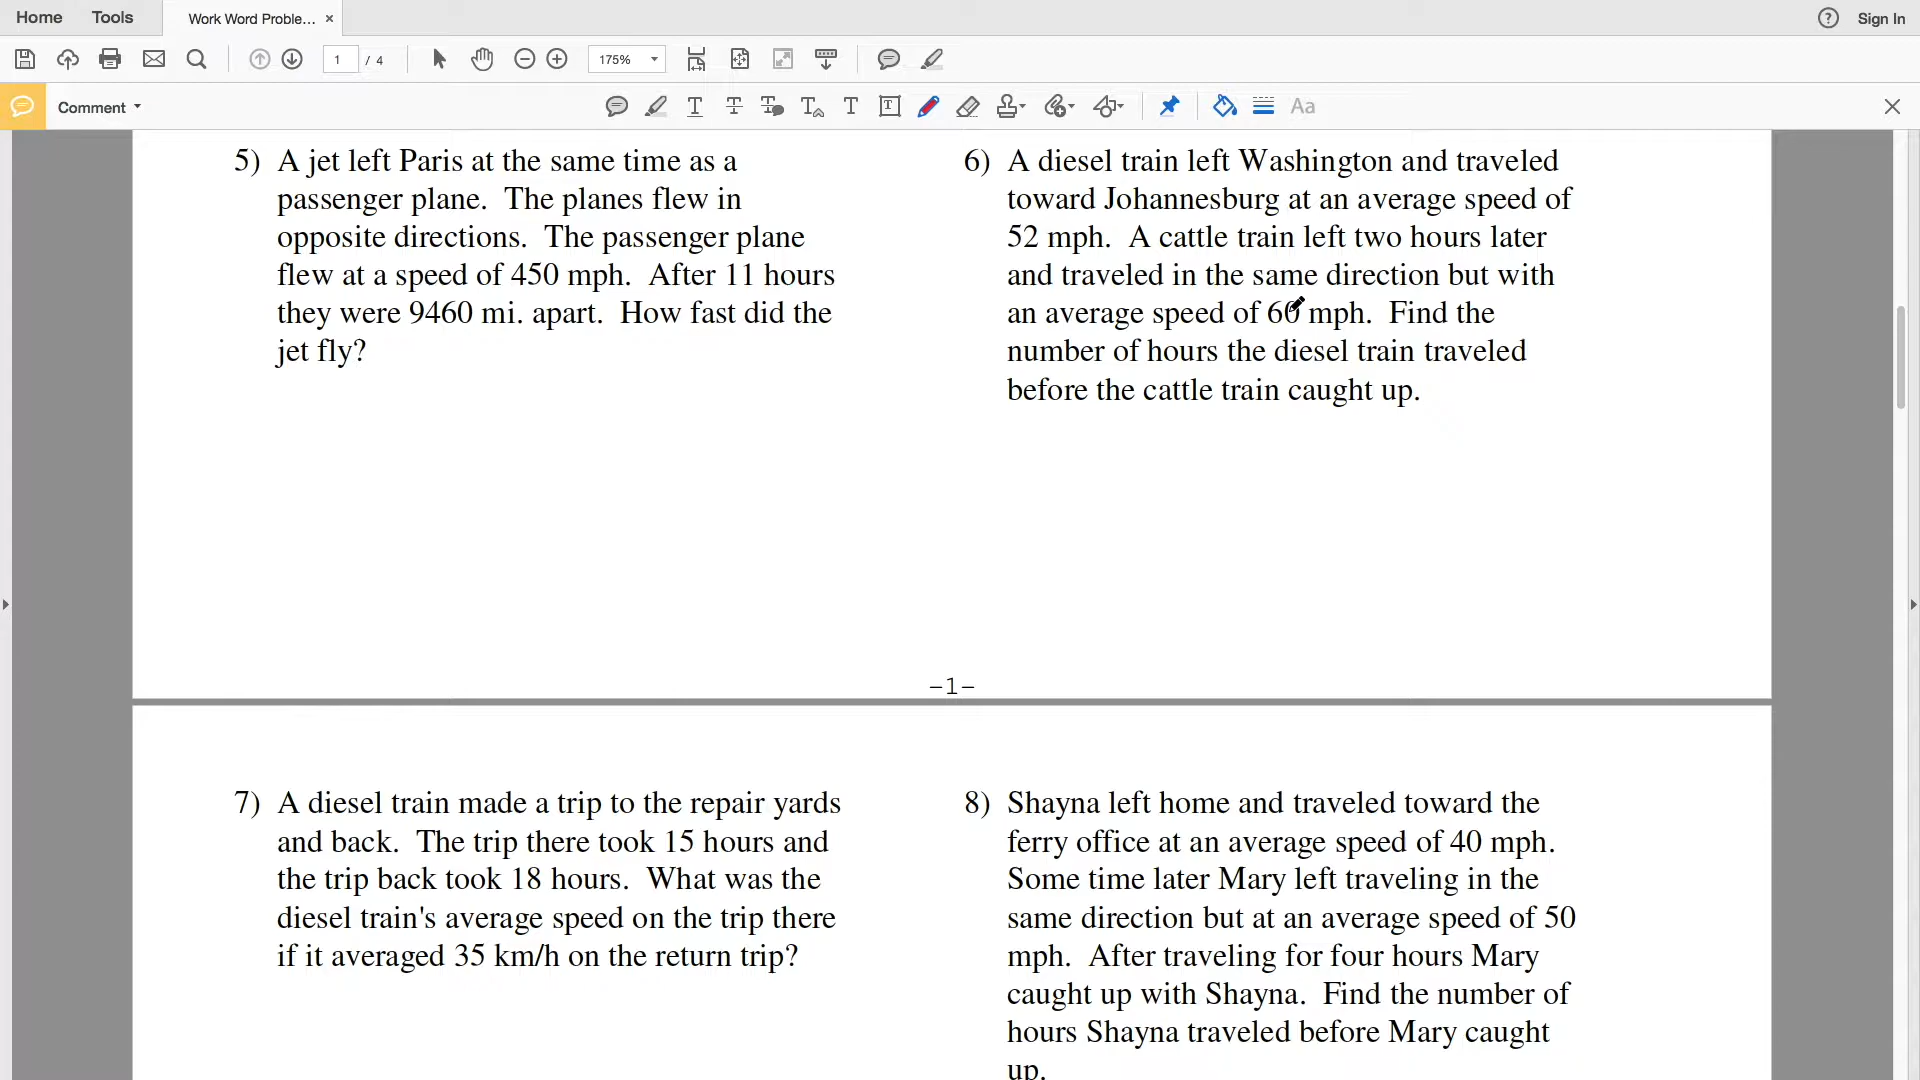 Home Tools Work Word Proble... × Sign In
1 / 4 175%
Comment Aa
5) A jet left Paris at the same time as a
passenger plane. The planes flew in
opposite directions. The passenger plane
flew at a speed of 450 mph. After 11 hours
they were 9460 mi. apart. How fast did the
jet fly?
6) A diesel train left Washington and traveled
toward Johannesburg at an average speed of
52 mph. A cattle train left two hours later
and traveled in the same direction but with
an average speed of 60 mph. Find the
number of hours the diesel train traveled
before the cattle train caught up.
-1-
7) A diesel train made a trip to the repair yards
and back. The trip there took 15 hours and
the trip back took 18 hours. What was the
diesel train's average speed on the trip there
if it averaged 35 km/h on the return trip?
8) Shayna left home and traveled toward the
ferry office at an average speed of 40 mph.
Some time later Mary left traveling in the
same direction but at an average speed of 50
mph. After traveling for four hours Mary
caught up with Shayna. Find the number of
hours Shayna traveled before Mary caught
up.